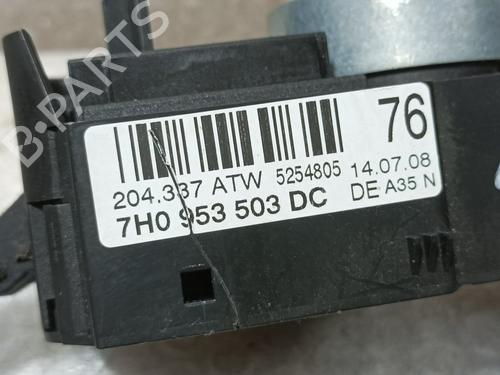 76
204.337 ATW 5254805 14.07.08
7H0 953 503 DC DE A35 N
B-PARTS